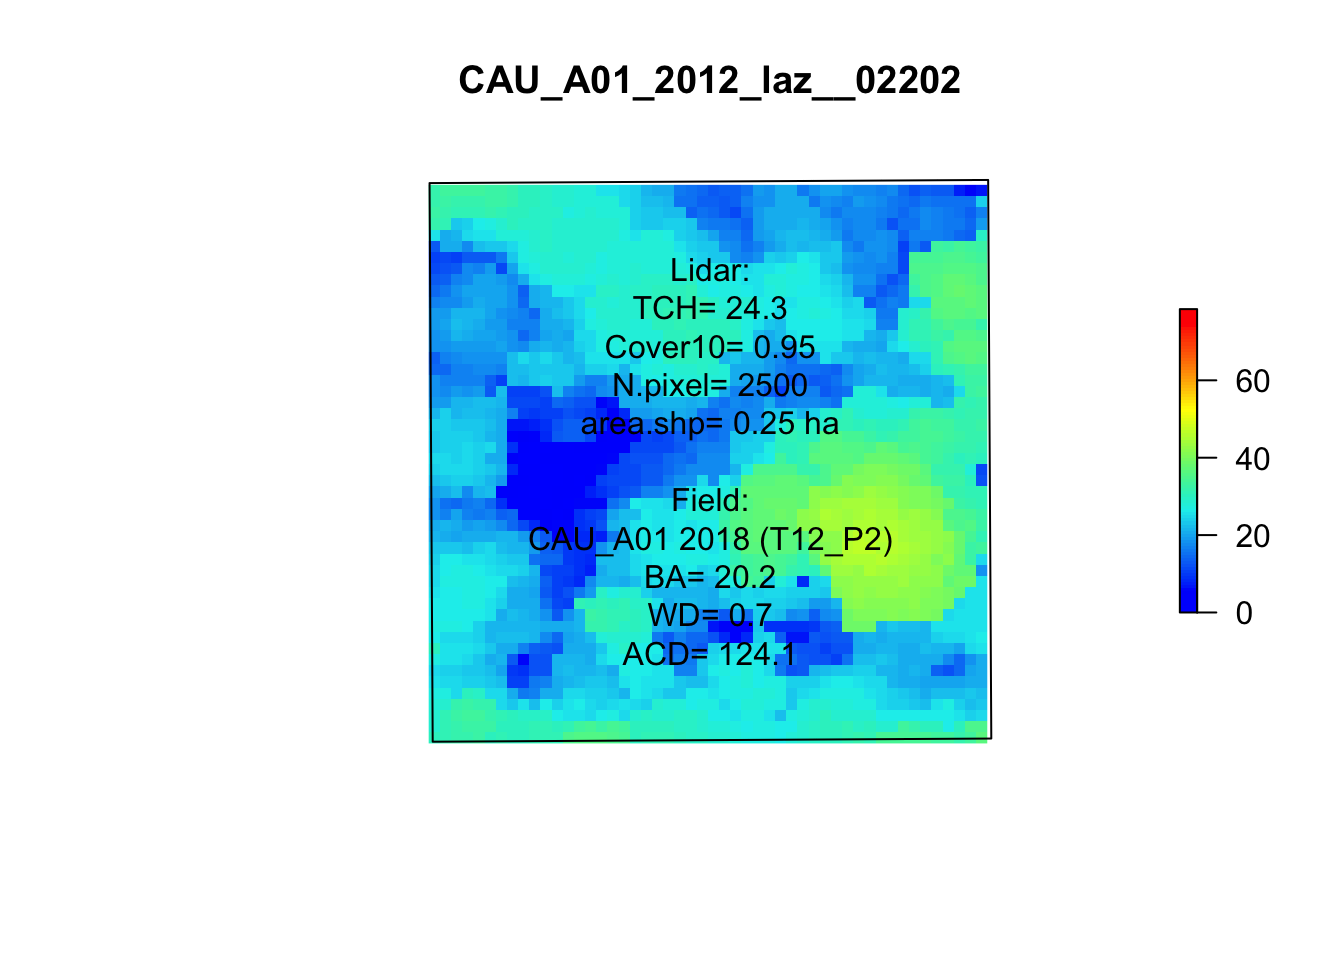 CAU_A01_2012_laz__02202
Lidar:
TCH= 24.3
Cover10= 0.95
N.pixel= 2500
area.shp= 0.25 ha
Field:
CAU_A01 2018 (T12_P2)
BA= 20.2
WD= 0.7
ACD= 124.1
60
40
20
0